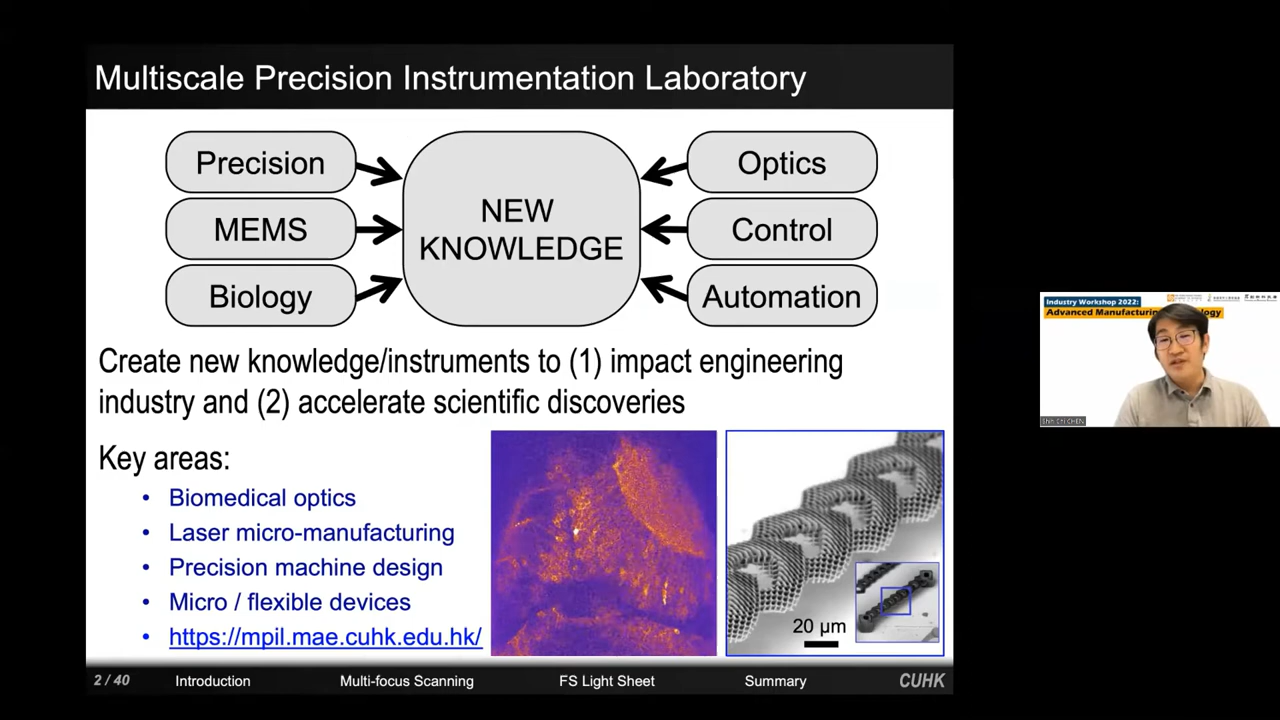 Multiscale Precision Instrumentation Laboratory
Precision
MEMS
Biology
NEW
KNOWLEDGE
Optics
Control
Automation
Create new knowledge/instruments to (1) impact engineering
industry and (2) accelerate scientific discoveries
Key areas:
• Biomedical optics
• Laser micro-manufacturing
• Precision machine design
• Micro / flexible devices
• https://mpil.mae.cuhk.edu.hk/
20 μm
2 / 40 Introduction Multi-focus Scanning FS Light Sheet Summary CUHK
Industry Workshop 2022:
Advanced Manufacturing
CHEN